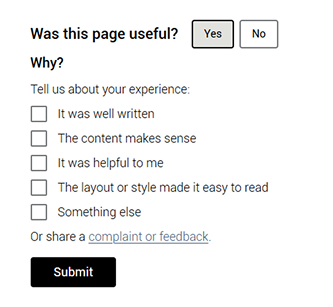 Was this page useful? Yes No
Why?
Tell us about your experience:
It was well written
The content makes sense
It was helpful to me
The layout or style made it easy to read
Something else
Or share a complaint or feedback.
Submit